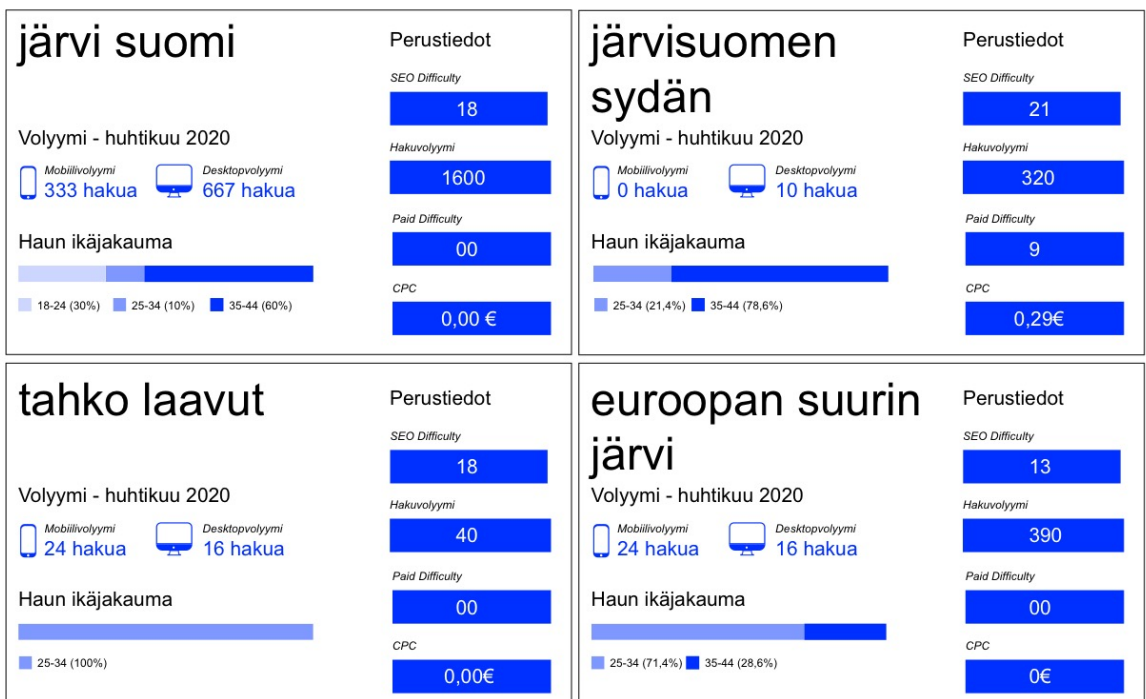 järvi suomi
Volyymi - huhtikuu 2020
Mobiilivolyymi
333 hakua
Desktopvolyymi
667 hakua
Haun ikäjakauma
18-24 (30%) 25-34 (10%) 35-44 (60%)
Perustiedot
SEO Difficulty
18
Hakuvolyymi
1600
Paid Difficulty
00
CPC
0,00 €
järvisuomen
sydän
Volyymi - huhtikuu 2020
Mobiilivolyymi
0 hakua
Desktopvolyymi
10 hakua
Haun ikäjakauma
25-34 (21,4%) 35-44 (78,6%)
Perustiedot
SEO Difficulty
21
Hakuvolyymi
320
Paid Difficulty
9
CPC
0,29€
tahko laavut
Volyymi - huhtikuu 2020
Mobiilivolyymi
24 hakua
Desktopvolyymi
16 hakua
Haun ikäjakauma
25-34 (100%)
Perustiedot
SEO Difficulty
18
Hakuvolyymi
40
Paid Difficulty
00
CPC
0,00€
euroopan suurin
järvi
Volyymi - huhtikuu 2020
Mobiilivolyymi
24 hakua
Desktopvolyymi
16 hakua
Haun ikäjakauma
25-34 (71,4%) 35-44 (28,6%)
Perustiedot
SEO Difficulty
13
Hakuvolyymi
390
Paid Difficulty
00
CPC
0€